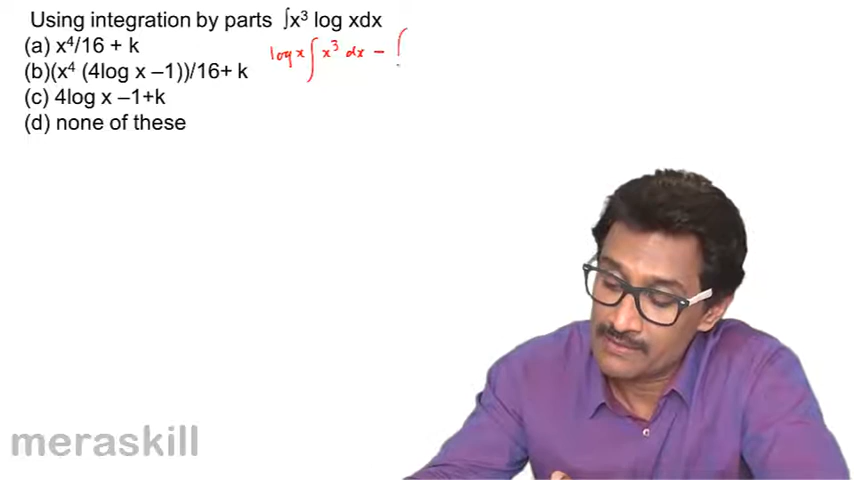 Using integration by parts ∫x³ log xdx
(a) x⁴/16 + k
log x ∫ x³ dx − ∫
(b)(x⁴ (4log x –1))/16+ k
(c) 4log x –1+k
(d) none of these
meraskill